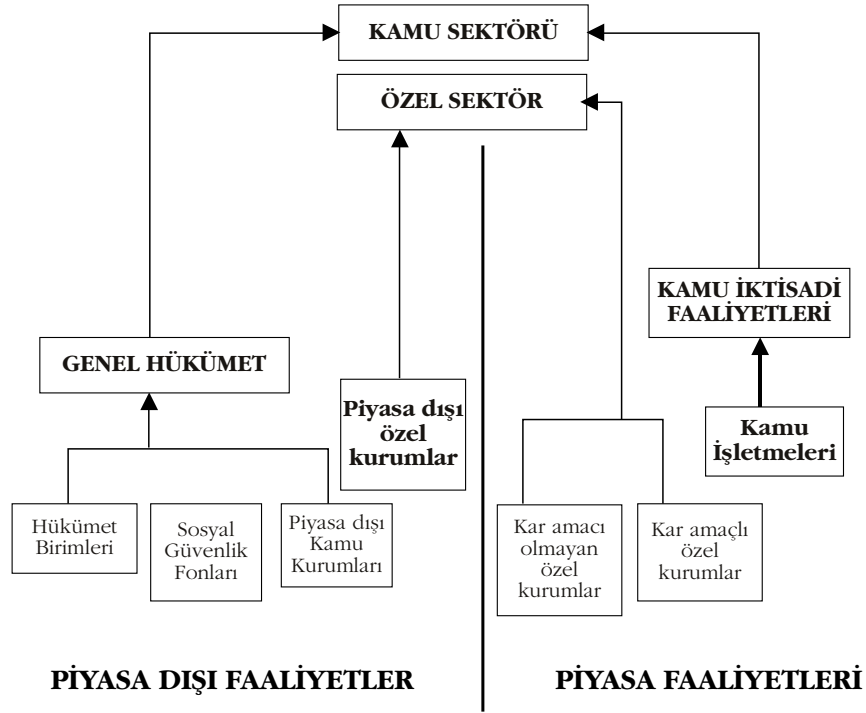 KAMU SEKTÖRÜ
ÖZEL SEKTÖR
KAMU İKTİSADİ
FAALİYETLERİ
GENEL HÜKÜMET
Piyasa dışı
özel
kurumlar
Kamu
İşletmeleri
Hükümet
Birimleri
Sosyal
Güvenlik
Fonları
Piyasa dışı
Kamu
Kurumları
Kar amacı
olmayan
özel
kurumlar
Kar amaçlı
özel
kurumlar
PİYASA DIŞI FAALİYETLER
PİYASA FAALİYETLERİ